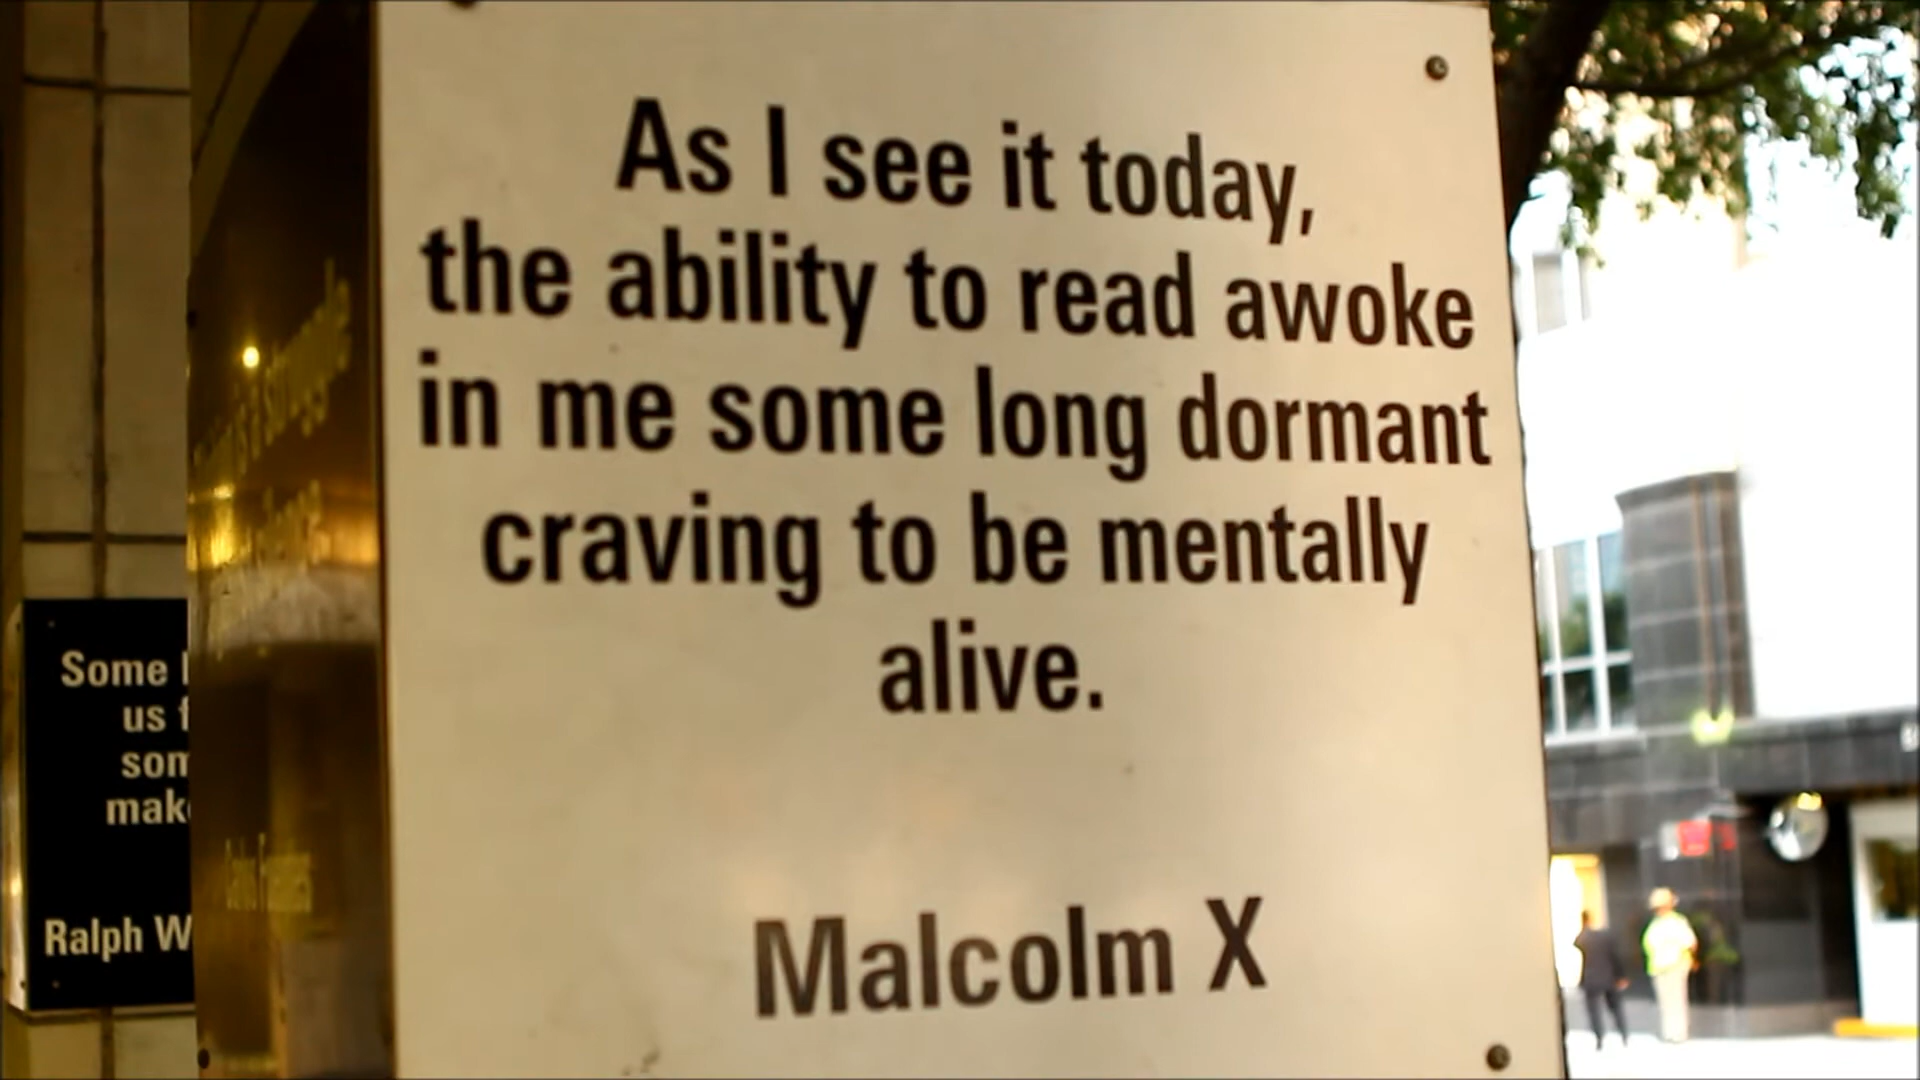 As I see it today,
the ability to read awoke
in me some long dormant
craving to be mentally
alive.
Malcolm X
Some
us
som
mak
Ralph W